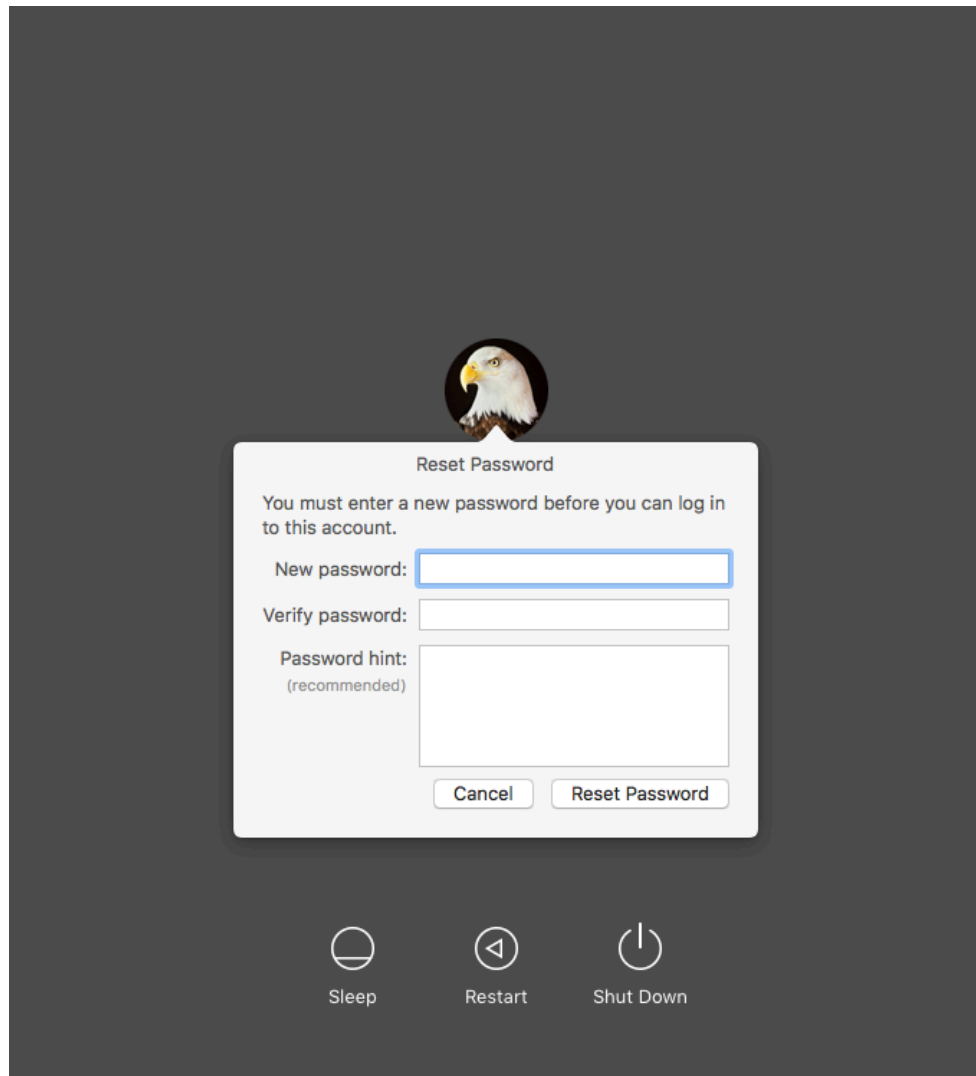 Reset Password
You must enter a new password before you can log in
to this account.
New password:
Verify password:
Password hint:
(recommended)
Cancel
Reset Password
Sleep
Restart
Shut Down